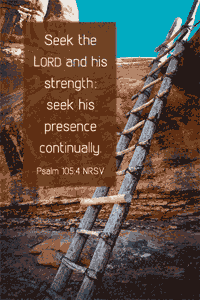 Seek the
LORD and his
strength;
seek his
presence
continually.
Psalm 105:4 NRSV